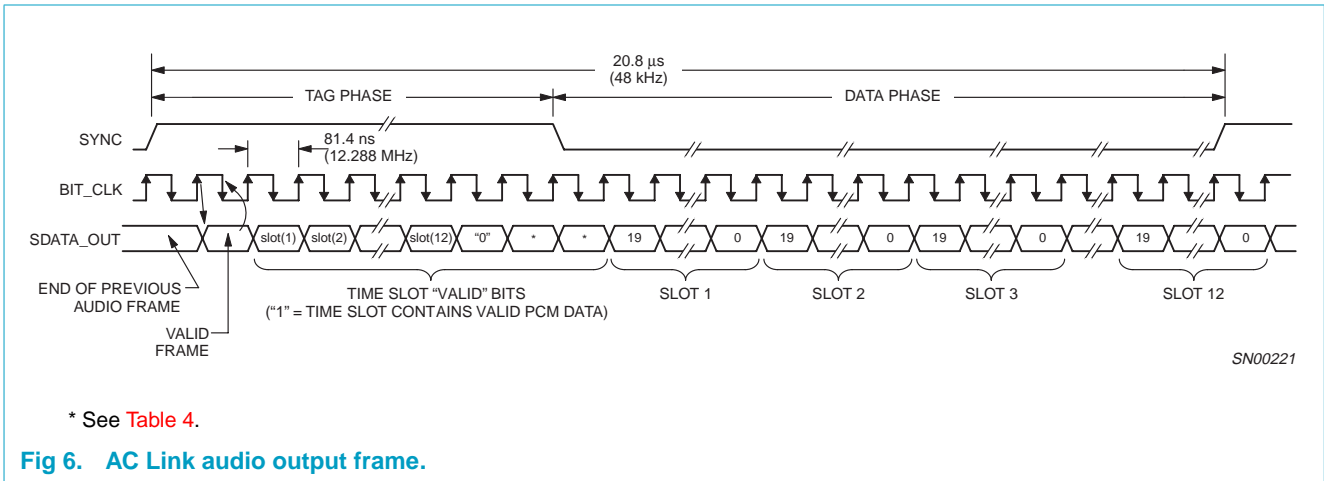 20.8 µs
(48 kHz)
TAG PHASE
DATA PHASE
SYNC
81.4 ns
(12.288 MHz)
BIT_CLK
SDATA_OUT
slot(1) slot(2) slot(12) “0” * * 19 0 19 0 19 0 19 0
END OF PREVIOUS
AUDIO FRAME
TIME SLOT “VALID” BITS
(“1” = TIME SLOT CONTAINS VALID PCM DATA)
SLOT 1
SLOT 2
SLOT 3
SLOT 12
VALID
FRAME
SN00221
* See Table 4.
Fig 6. AC Link audio output frame.